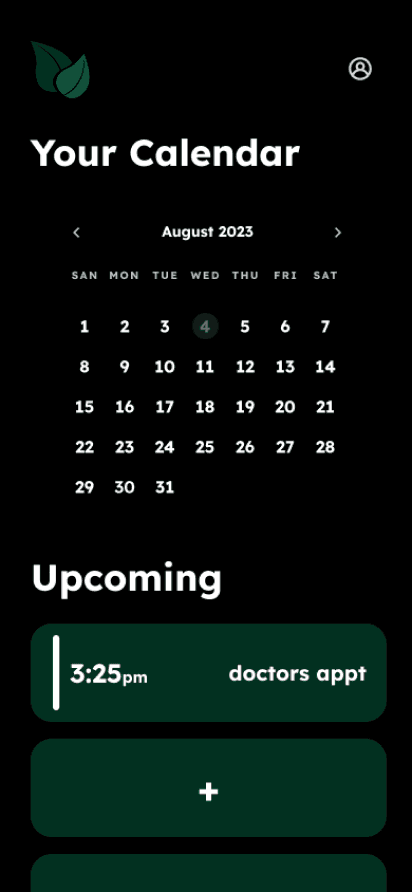 Your Calendar
August 2023
SAN MON TUE WED THU FRI SAT
1 2 3 4 5 6 7
8 9 10 11 12 13 14
15 16 17 18 19 20 21
22 23 24 25 26 27 28
29 30 31
Upcoming
3:25pm doctors appt
+